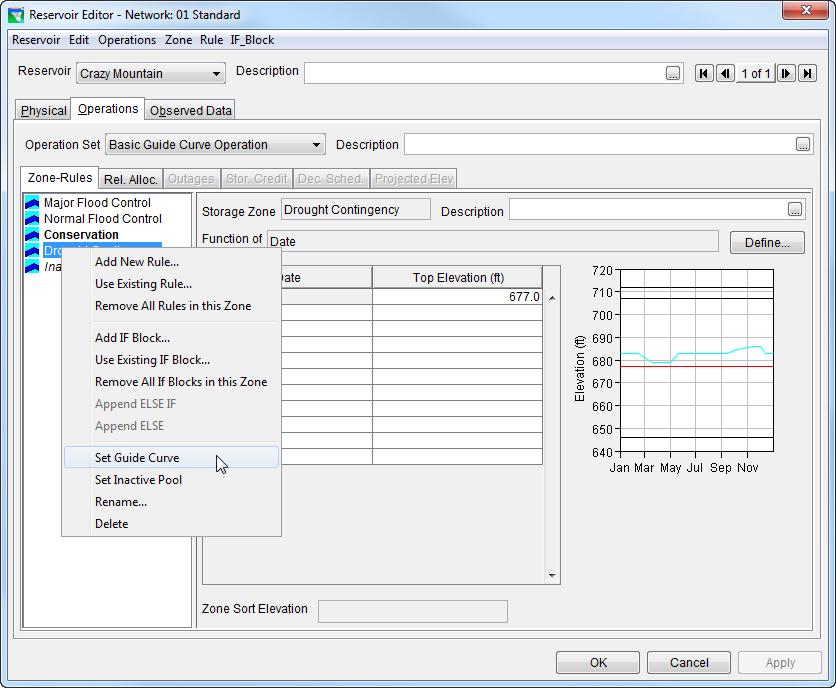 Reservoir Editor - Network: 01 Standard
Reservoir Edit Operations Zone Rule IF_Block
Reservoir Crazy Mountain Description ... 1 of 1
Physical Operations Observed Data
Operation Set Basic Guide Curve Operation Description ...
Zone-Rules Rel. Alloc. Outages Stor. Credit Dec. Sched. Projected Elev
Major Flood Control
Normal Flood Control
Conservation
Ina
Storage Zone Drought Contingency Description ...
Function of Date Define...
Date Top Elevation (ft)
677.0
Add New Rule...
Use Existing Rule...
Remove All Rules in this Zone
Add IF Block...
Use Existing IF Block...
Remove All If Blocks in this Zone
Append ELSE IF
Append ELSE
Set Guide Curve
Set Inactive Pool
Rename...
Delete
Elevation (ft)
720
710
700
690
680
670
660
650
640
Jan Mar May Jul Sep Nov
Zone Sort Elevation
OK Cancel Apply